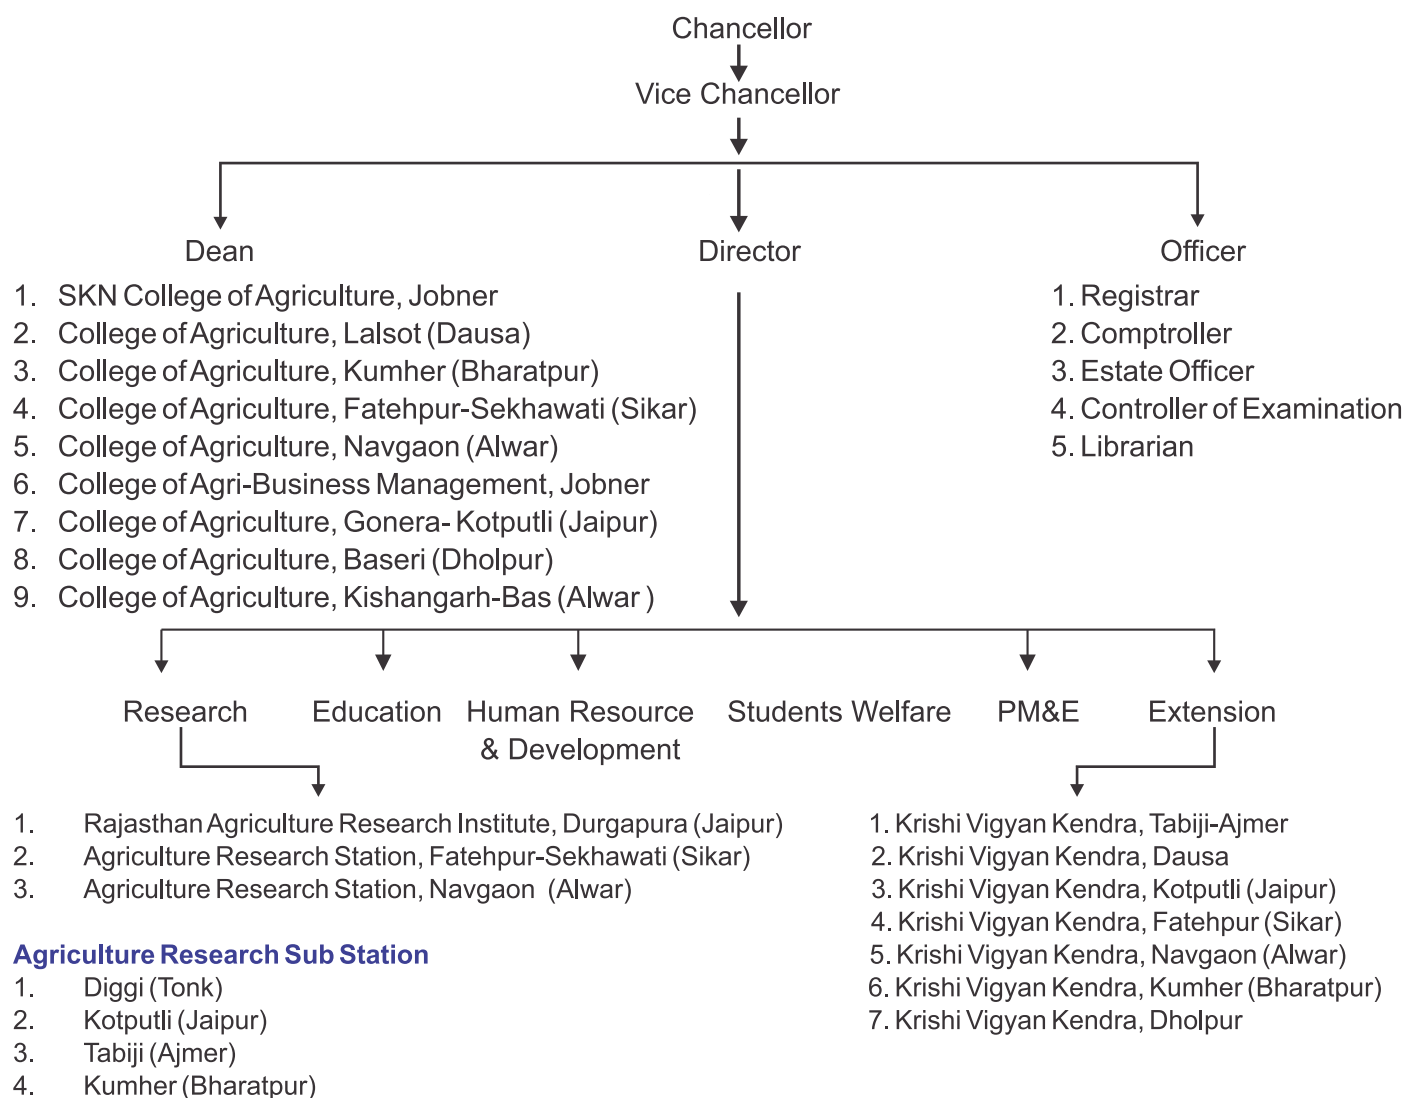 Chancellor
Vice Chancellor
Dean
Director
Officer
1. SKN College of Agriculture, Jobner
2. College of Agriculture, Lalsot (Dausa)
3. College of Agriculture, Kumher (Bharatpur)
4. College of Agriculture, Fatehpur-Sekhawati (Sikar)
5. College of Agriculture, Navgaon (Alwar)
6. College of Agri-Business Management, Jobner
7. College of Agriculture, Gonera- Kotputli (Jaipur)
8. College of Agriculture, Baseri (Dholpur)
9. College of Agriculture, Kishangarh-Bas (Alwar )
1. Registrar
2. Comptroller
3. Estate Officer
4. Controller of Examination
5. Librarian
Research
Education
Human Resource
& Development
Students Welfare
PM&E
Extension
1. Rajasthan Agriculture Research Institute, Durgapura (Jaipur)
2. Agriculture Research Station, Fatehpur-Sekhawati (Sikar)
3. Agriculture Research Station, Navgaon (Alwar)
Agriculture Research Sub Station
1. Diggi (Tonk)
2. Kotputli (Jaipur)
3. Tabiji (Ajmer)
4. Kumher (Bharatpur)
1. Krishi Vigyan Kendra, Tabiji-Ajmer
2. Krishi Vigyan Kendra, Dausa
3. Krishi Vigyan Kendra, Kotputli (Jaipur)
4. Krishi Vigyan Kendra, Fatehpur (Sikar)
5. Krishi Vigyan Kendra, Navgaon (Alwar)
6. Krishi Vigyan Kendra, Kumher (Bharatpur)
7. Krishi Vigyan Kendra, Dholpur